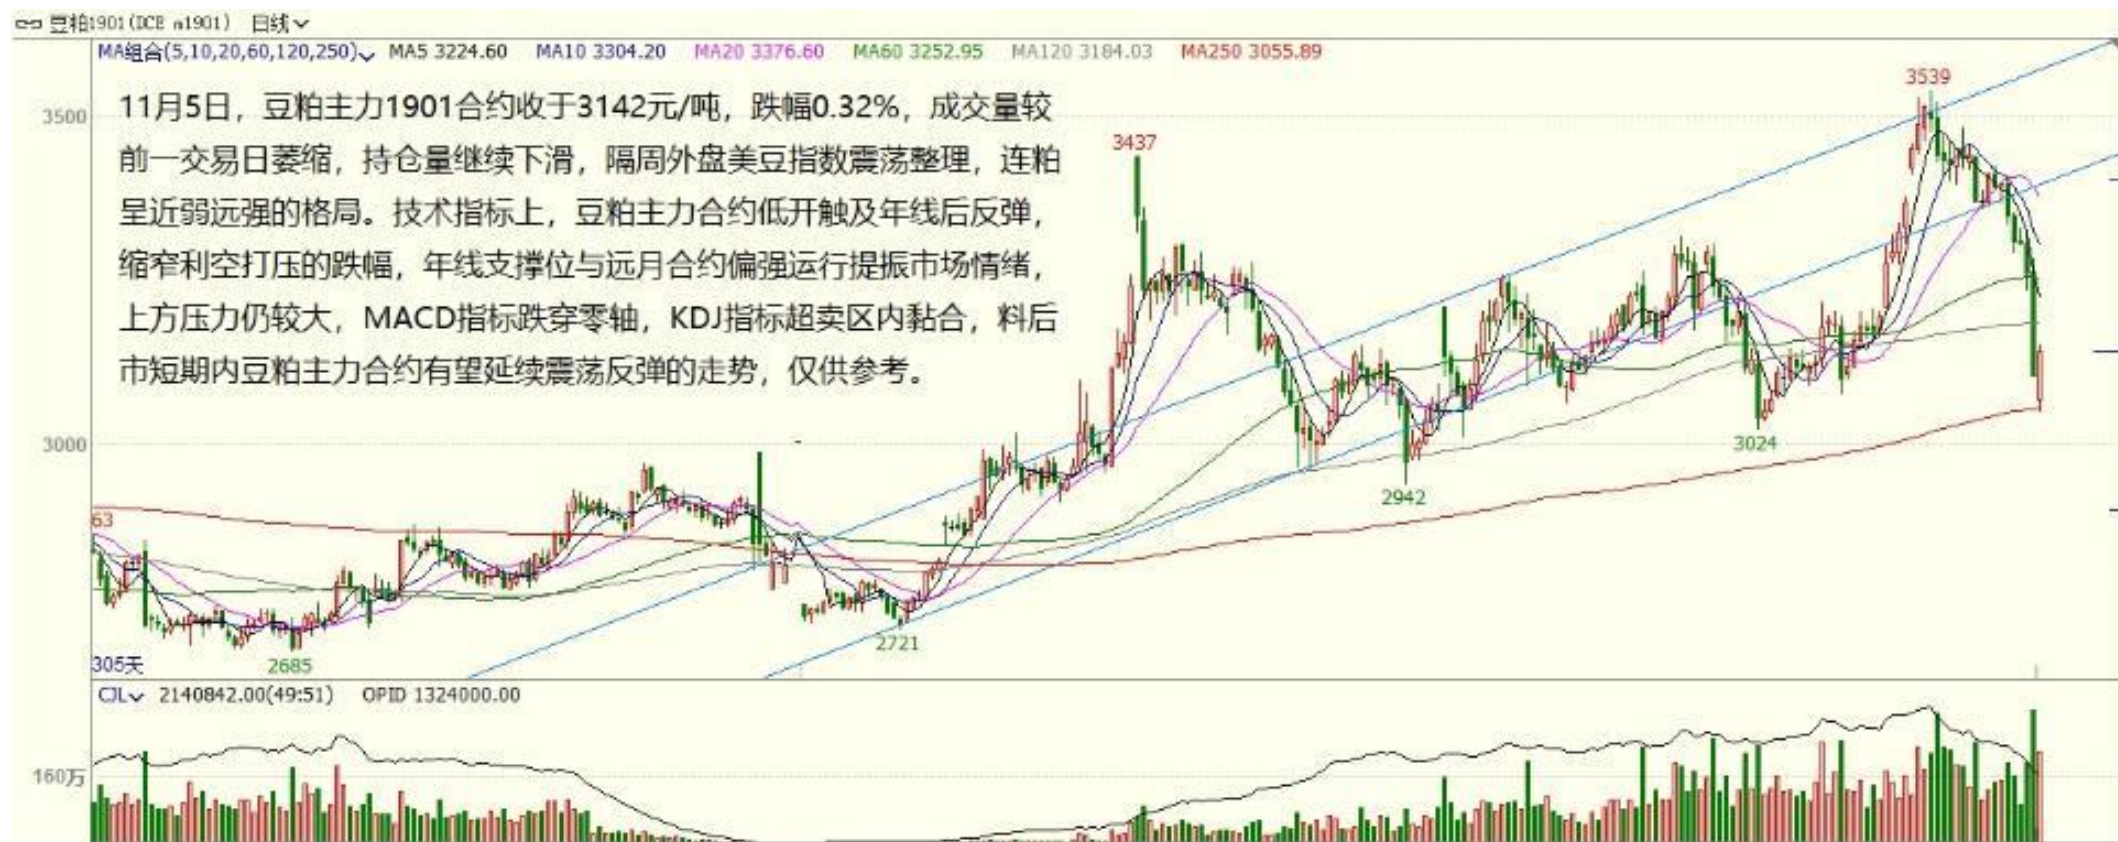 豆粕1901(DCE m1901) 日线
MA组合(5,10,20,60,120,250) MA5 3224.60 MA10 3304.20 MA20 3376.60 MA60 3252.95 MA120 3184.03 MA250 3055.89
11月5日，豆粕主力1901合约收于3142元/吨，跌幅0.32%，成交量较
前一交易日萎缩，持仓量继续下滑，隔周外盘美豆指数震荡整理，连粕
呈近弱远强的格局。技术指标上，豆粕主力合约低开触及年线后反弹，
缩窄利空打压的跌幅，年线支撑位与远月合约偏强运行提振市场情绪，
上方压力仍较大，MACD指标跌穿零轴，KDJ指标超卖区内黏合，料后
市短期内豆粕主力合约有望延续震荡反弹的走势，仅供参考。
3539
3500
3437
3000
3024
2942
63
2721
305天
2685
CJL 2140842.00(49:51) OPID 1324000.00
160万